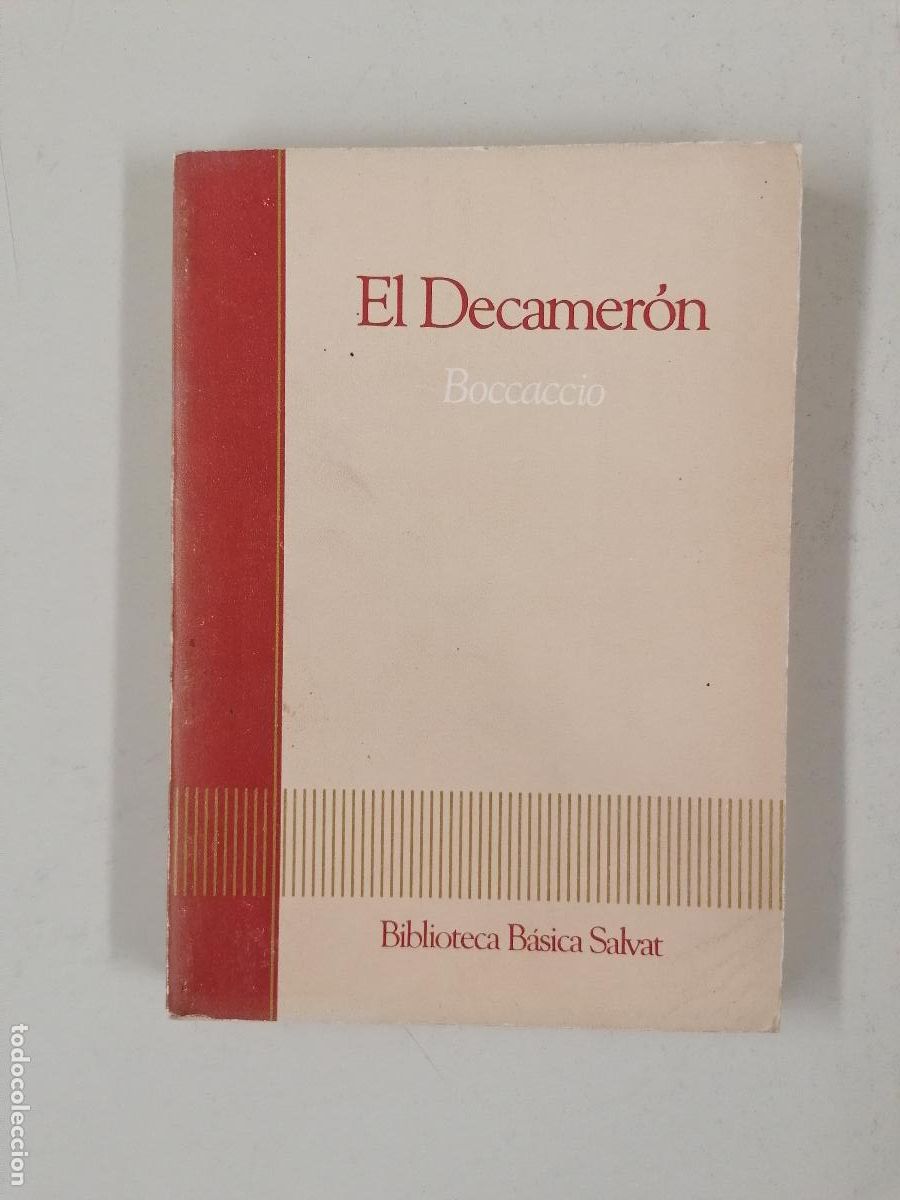 El Decamerón
Boccaccio
Biblioteca Básica Salvat
todocoleccion